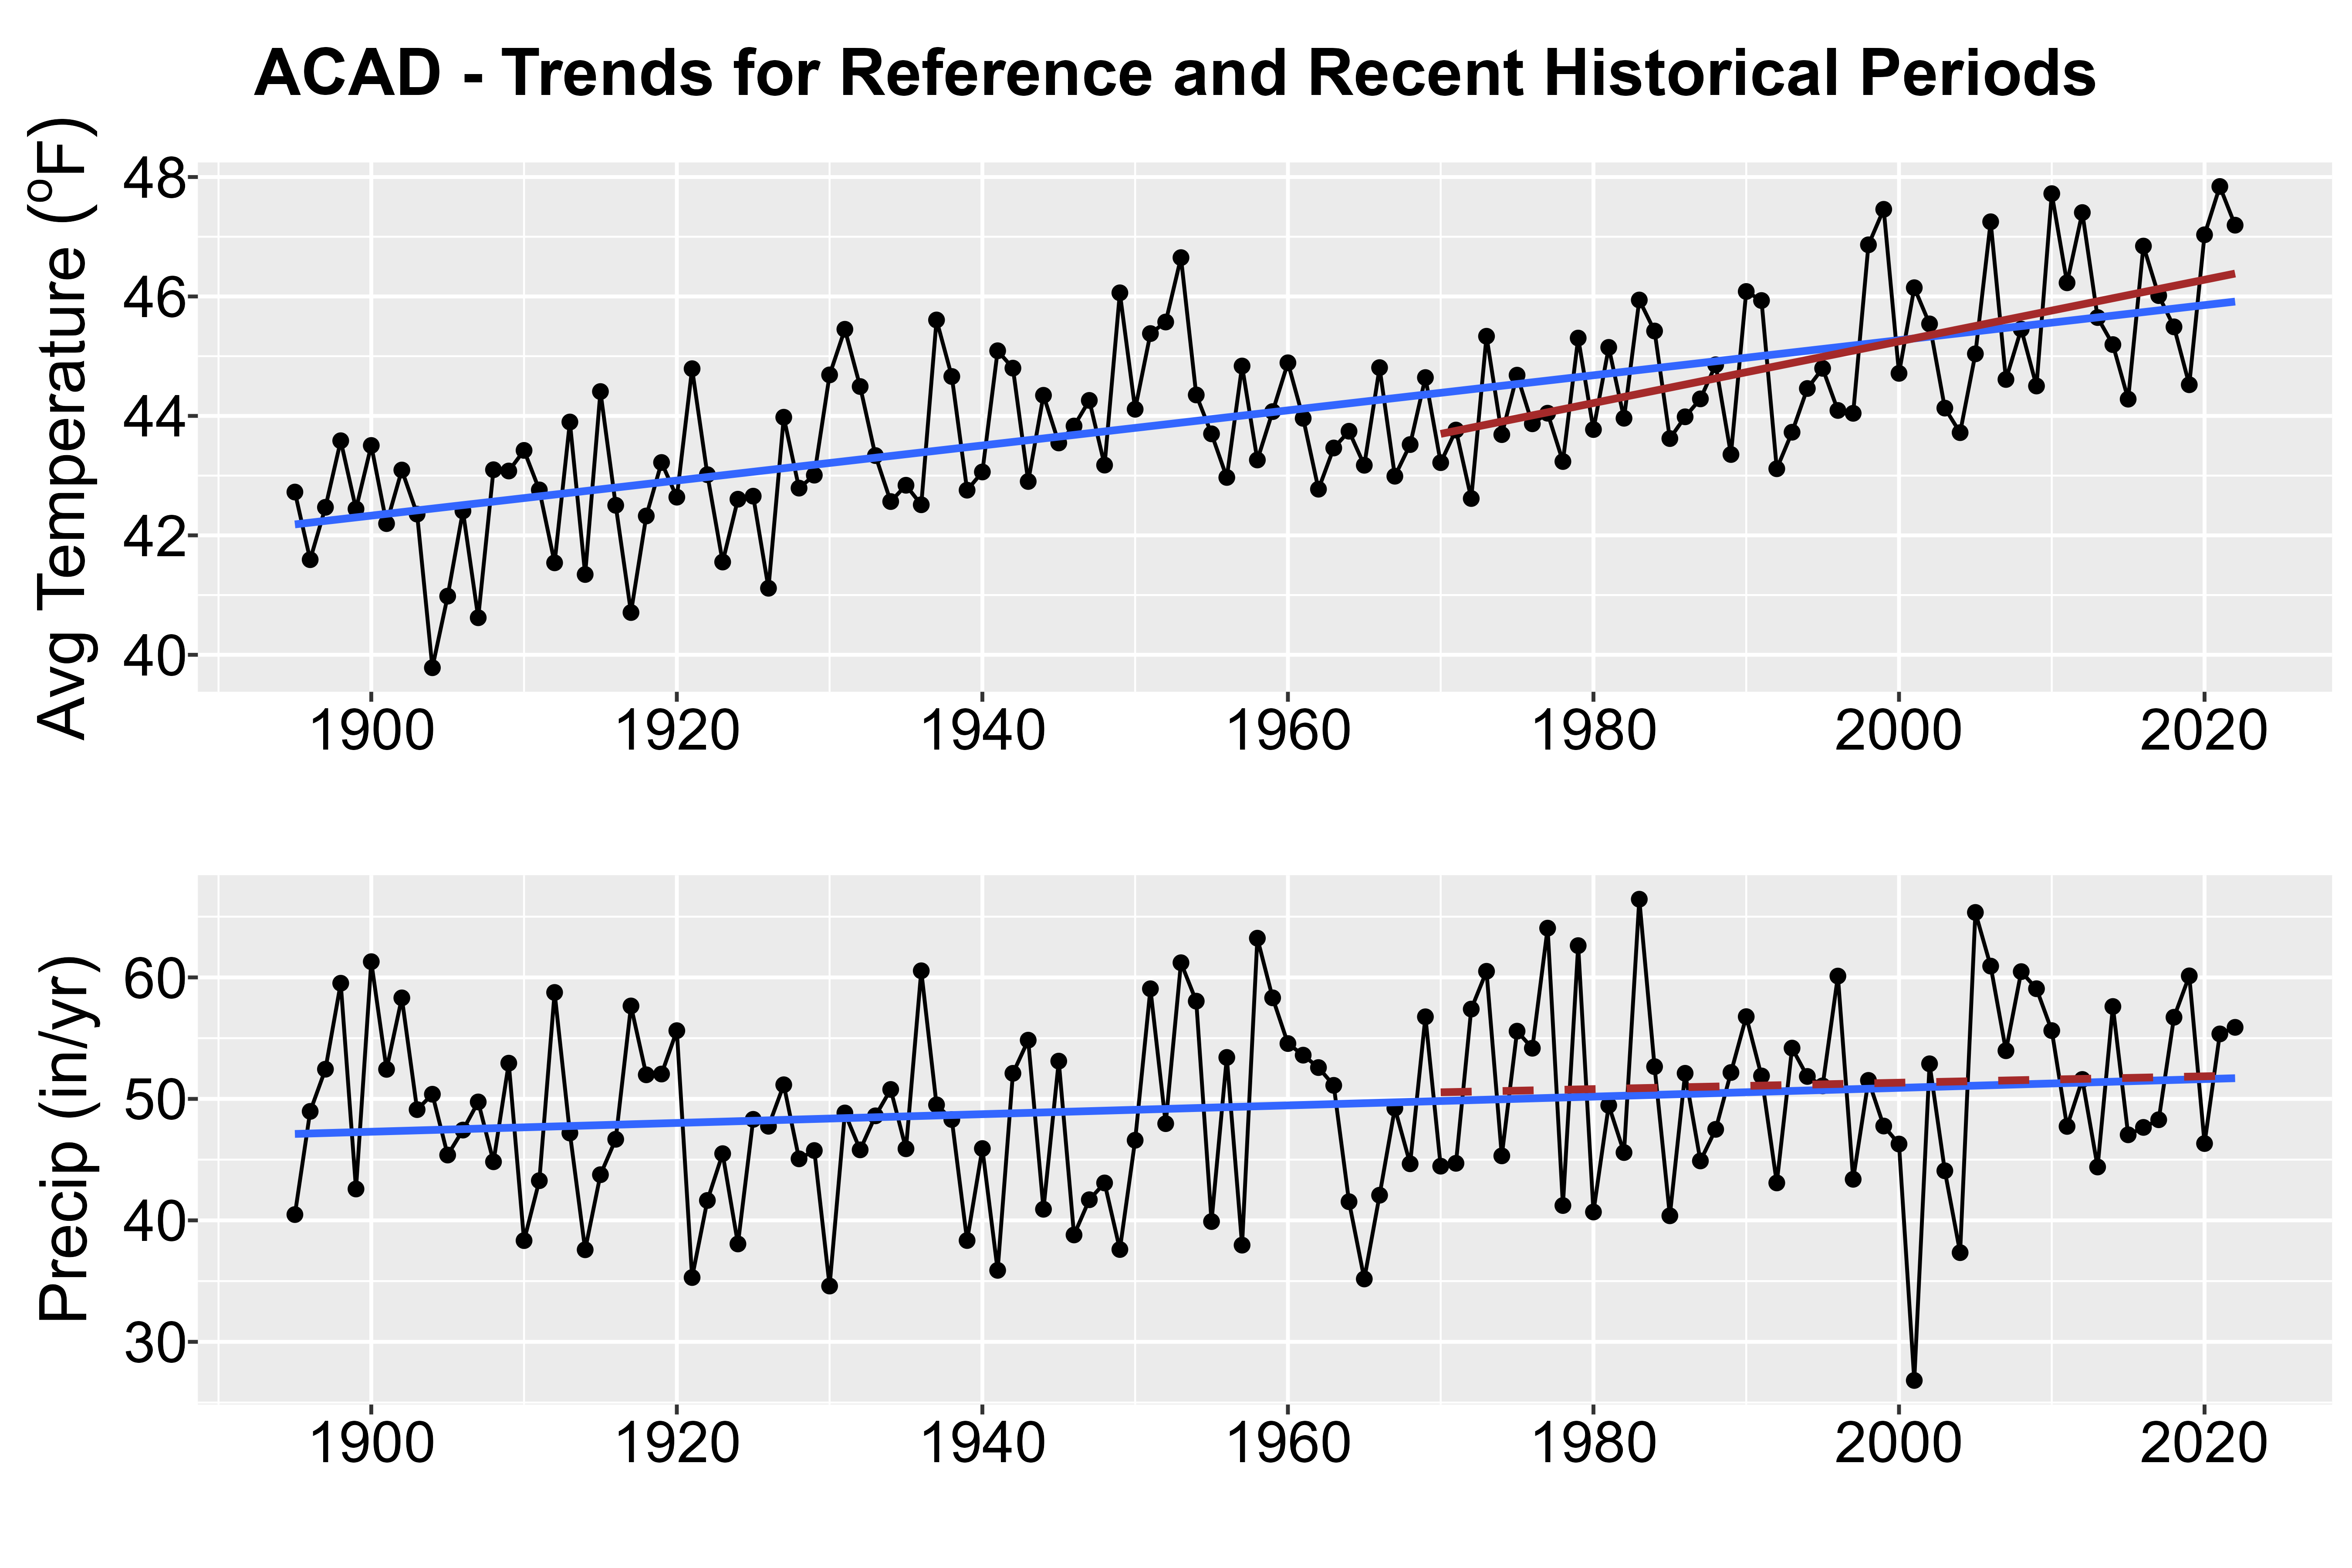 ACAD - Trends for Reference and Recent Historical Periods
Avg Temperature (ºF)
48
46
44
42
40
1900 1920 1940 1960 1980 2000 2020
Precip (in/yr)
60
50
40
30
1900 1920 1940 1960 1980 2000 2020